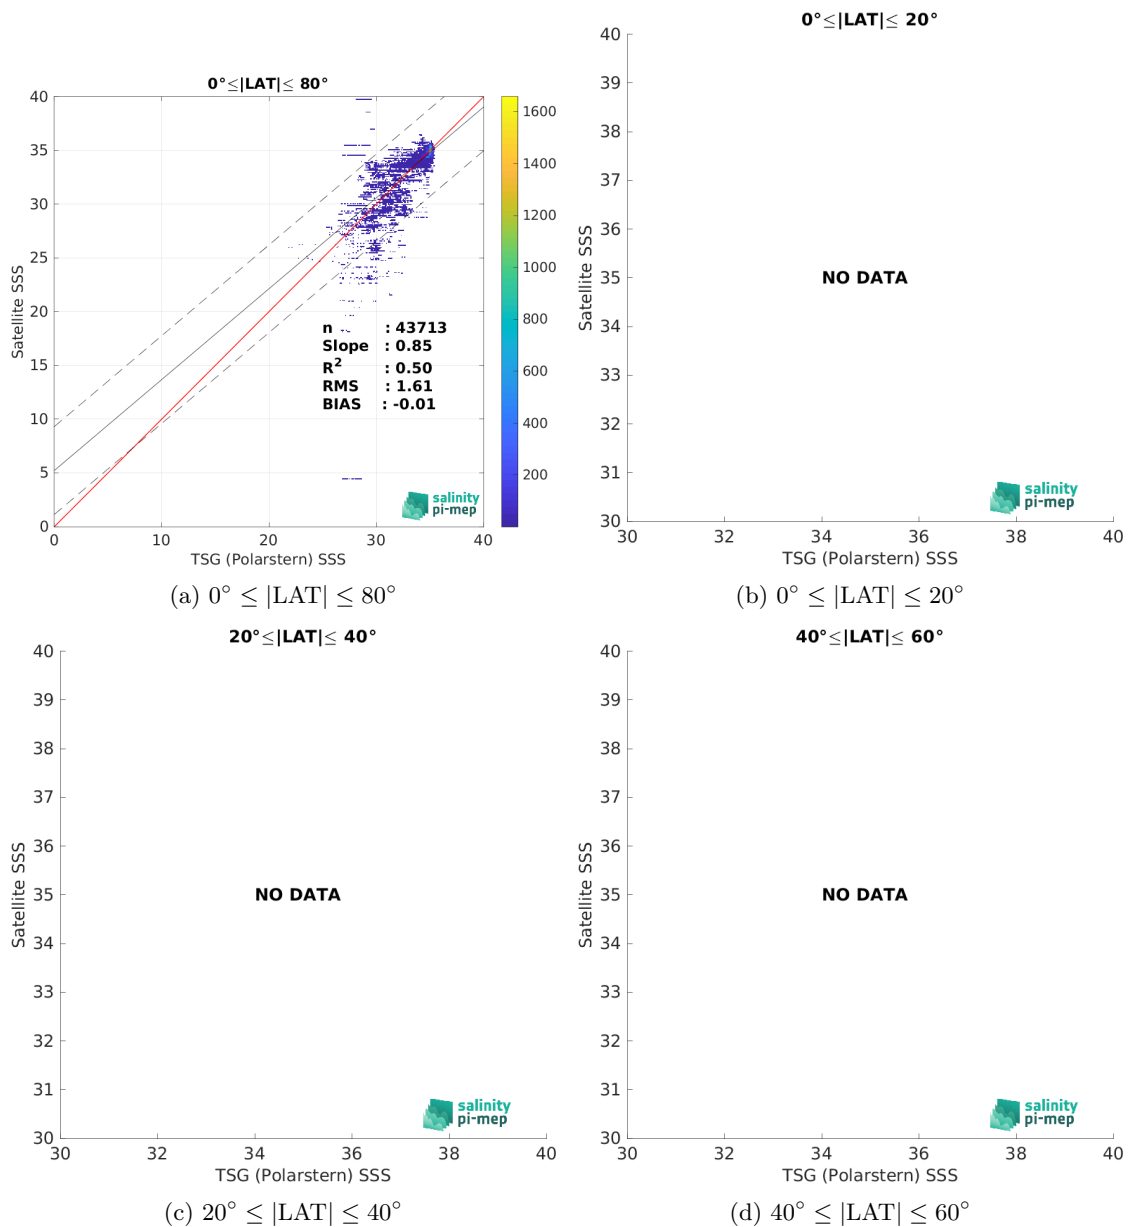 0°≤|LAT|≤ 80°
40
35
30
25
20
15
10
5
0
0
10
20
30
40
Satellite SSS
TSG (Polarstern) SSS
n : 43713
Slope : 0.85
R² : 0.50
RMS : 1.61
BIAS : -0.01
1600
1400
1200
1000
800
600
400
200
salinity
pi-mep
(a) 0° ≤ |LAT| ≤ 80°
0°≤|LAT|≤ 20°
40
39
38
37
36
35
34
33
32
31
30
30
32
34
36
38
40
Satellite SSS
NO DATA
salinity
pi-mep
TSG (Polarstern) SSS
(b) 0° ≤ |LAT| ≤ 20°
20°≤|LAT|≤ 40°
40
39
38
37
36
35
34
33
32
31
30
30
32
34
36
38
40
Satellite SSS
NO DATA
salinity
pi-mep
TSG (Polarstern) SSS
(c) 20° ≤ |LAT| ≤ 40°
40°≤|LAT|≤ 60°
40
39
38
37
36
35
34
33
32
31
30
30
32
34
36
38
40
Satellite SSS
NO DATA
salinity
pi-mep
TSG (Polarstern) SSS
(d) 40° ≤ |LAT| ≤ 60°